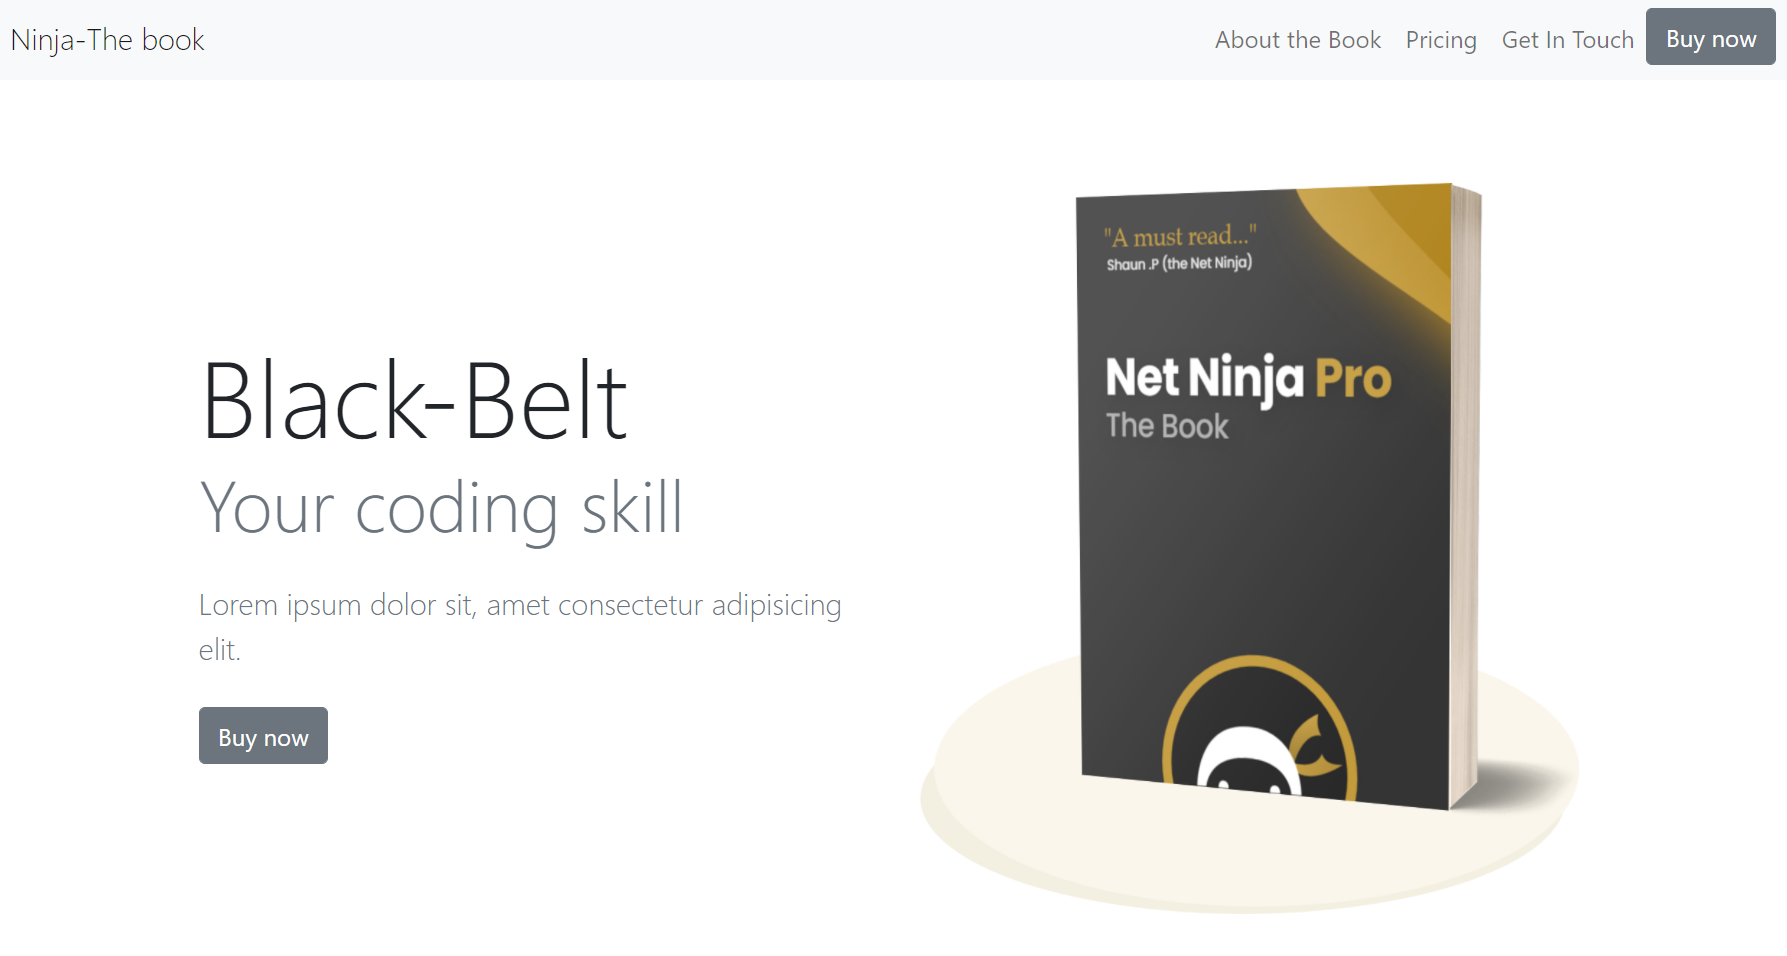 Ninja-The book
About the Book
Pricing
Get In Touch
Buy now
Black-Belt
Your coding skill
Lorem ipsum dolor sit, amet consectetur adipisicing
elit.
Buy now
"A must read..."
Shaun .P (the Net Ninja)
Net Ninja Pro
The Book